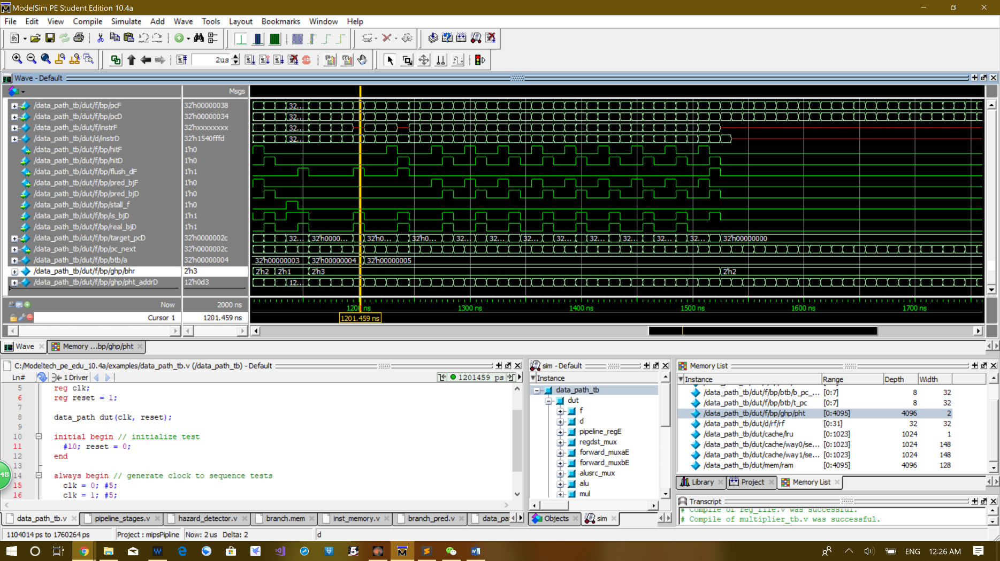 ModelSim PE Student Edition 10.4a
File Edit View Compile Simulate Add Wave Tools Layout Bookmarks Window Help
2us
Wave - Default
Msgs
/data_path_tb/dut/f/bp/pcF 32'h00000038 32...
/data_path_tb/dut/f/bp/pcD 32'h00000034 32...
/data_path_tb/dut/f/instrF 32'hxxxxxxxx 32...
/data_path_tb/dut/d/instrD 32'h1540fffd 32...
/data_path_tb/dut/f/bp/hitF 1'h0
/data_path_tb/dut/f/bp/hitD 1'h0
/data_path_tb/dut/f/bp/flush_dF 1'h1
/data_path_tb/dut/f/bp/pred_bjF 1'h0
/data_path_tb/dut/f/bp/pred_bjD 1'h0
/data_path_tb/dut/f/bp/stall_f 1'h0
/data_path_tb/dut/f/bp/is_bjD 1'h1
/data_path_tb/dut/f/bp/real_bjD 1'h1
/data_path_tb/dut/f/bp/target_pcD 32'h0000002c 32... 32'h0000... 32'h0... 32'h0... 32... 32... 32... 32... 32... 32... 32... 32... 32'h00000000
/data_path_tb/dut/f/bp/pc_next 32'h0000002c
/data_path_tb/dut/f/bp/btb/a 32'h00000004 32'h00000003 32'h00000004 32'h00000005
/data_path_tb/dut/f/bp/ghp/bhr 2'h3 2'h2 2'h1 2'h3 2'h2
/data_path_tb/dut/f/bp/ghp/pht_addrD 12'h0d3 12...
Now 2000 ns 1200 ns 1300 ns 1400 ns 1500 ns 1600 ns 1700 ns
Cursor 1 1201.459 ns 1201.459 ns
Wave Memory ...bp/ghp/pht
C:/Modeltech_pe_edu_10.4a/examples/data_path_tb.v (/data_path_tb) - Default
Ln# 1 Driver 1201459 ps
5 reg clk;
6 reg reset = 1;
7
8 data_path dut(clk, reset);
9
10 initial begin // initialize test
11 #10; reset = 0;
12 end
13
14 always begin // generate clock to sequence tests
15 clk = 0; #5;
16 clk = 1; #5;
48
data_path_tb.v pipeline_stages.v hazard_detector.v branch.mem inst_memory.v branch_pred.v data_pa
sim - Default
Instance
data_path_tb
dut
f
d
pipeline_regE
regdst_mux
forward_muxaE
forward_muxbE
alusrc_mux
alu
mul
Objects sim
Memory List
Instance Range Depth Width
/data_path_tb/dut/f/bp/btb/b_pc_... [0:7] 8 32
/data_path_tb/dut/f/bp/btb/t_pc [0:7] 8 32
/data_path_tb/dut/f/bp/ghp/pht [0:4095] 4096 2
/data_path_tb/dut/d/rf/rf [0:31] 32 32
/data_path_tb/dut/cache/lru [0:1023] 1024 1
/data_path_tb/dut/cache/way0/se... [0:1023] 1024 148
/data_path_tb/dut/cache/way1/se... [0:1023] 1024 148
/data_path_tb/dut/mem/ram [0:4095] 4096 128
Library Project Memory List
Transcript
# Compile of reg_file.v was successful.
# Compile of multiplier_tb.v was successful.
1104014 ps to 1760264 ps Project : mipsPipline Now: 2 us Delta: 2 d
ENG 12:26 AM